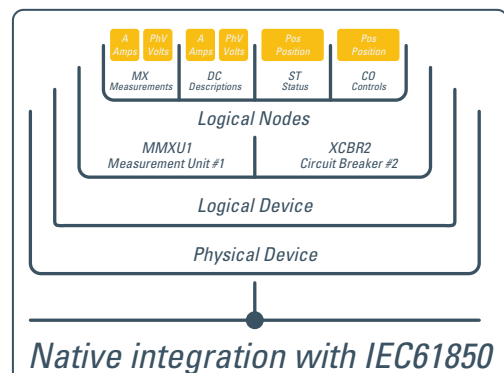 A
Amps
PhV
Volts
A
Amps
PhV
Volts
Pos
Position
Pos
Position
MX
Measurements
DC
Descriptions
ST
Status
CO
Controls
Logical Nodes
MMXU1
Measurement Unit #1
XCBR2
Circuit Breaker #2
Logical Device
Physical Device
Native integration with IEC61850